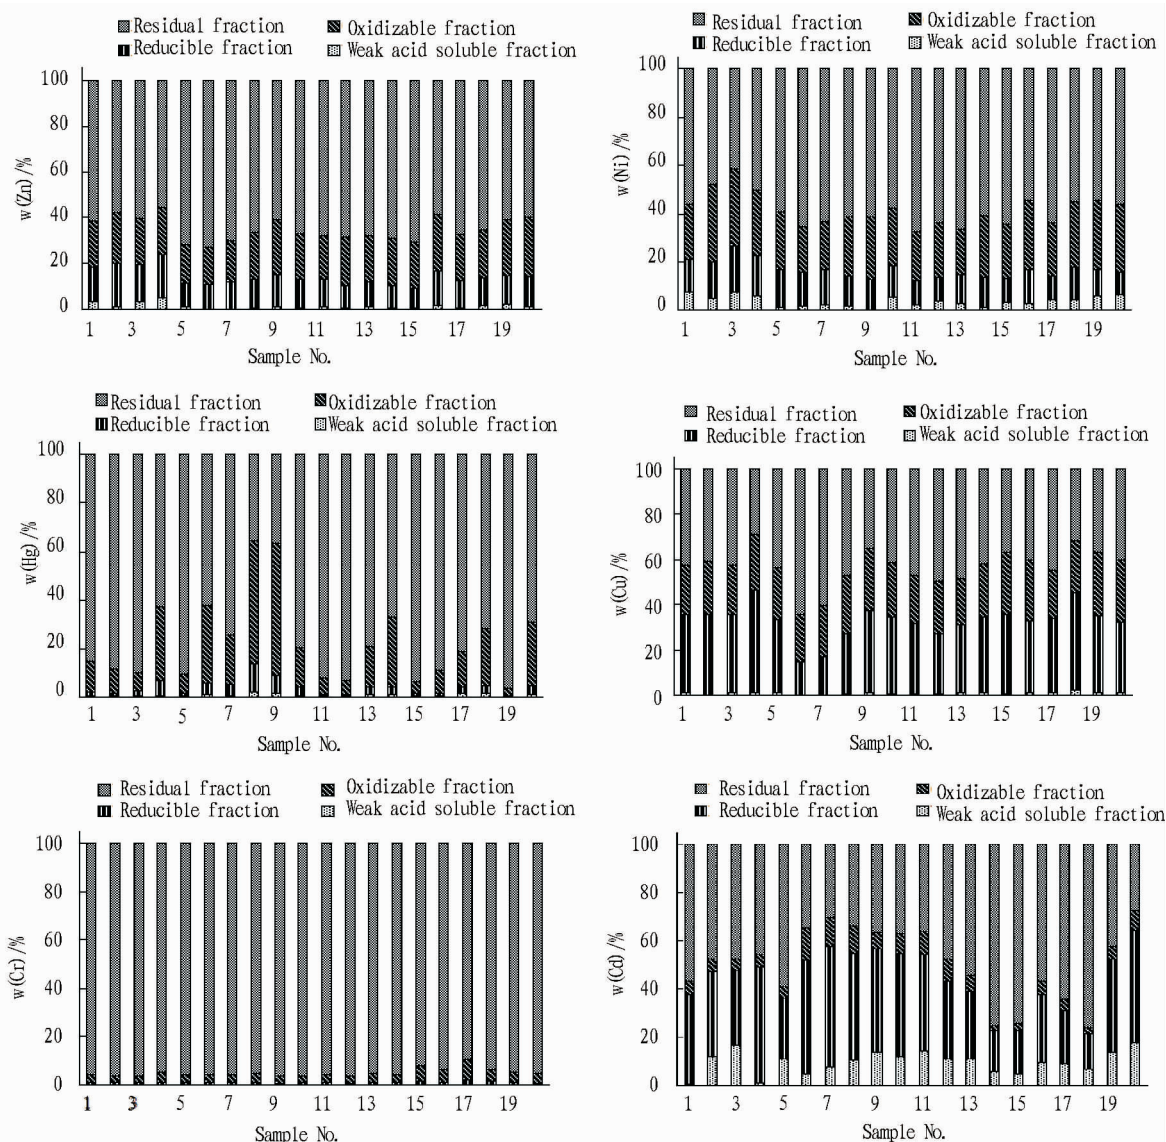 Residual fraction Oxidizable fraction
Reducible fraction Weak acid soluble fraction
100
80
60
40
20
0
w(Zn)/%
1 3 5 7 9 11 13 15 17 19
Sample No.
Residual fraction Oxidizable fraction
Reducible fraction Weak acid soluble fraction
100
80
60
40
20
0
w(Ni)/%
1 3 5 7 9 11 13 15 17 19
Sample No.
Residual fraction Oxidizable fraction
Reducible fraction Weak acid soluble fraction
100
80
60
40
20
0
w(Hg)/%
1 3 5 7 9 11 13 15 17 19
Sample No.
Residual fraction Oxidizable fraction
Reducible fraction Weak acid soluble fraction
100
80
60
40
20
0
w(Cu)/%
1 3 5 7 9 11 13 15 17 19
Sample No.
Residual fraction Oxidizable fraction
Reducible fraction Weak acid soluble fraction
100
80
60
40
20
0
w(Cr)/%
1 3 5 7 9 11 13 15 17 19
Sample No.
Residual fraction Oxidizable fraction
Reducible fraction Weak acid soluble fraction
100
80
60
40
20
0
w(Cd)/%
1 3 5 7 9 11 13 15 17 19
Sample No.